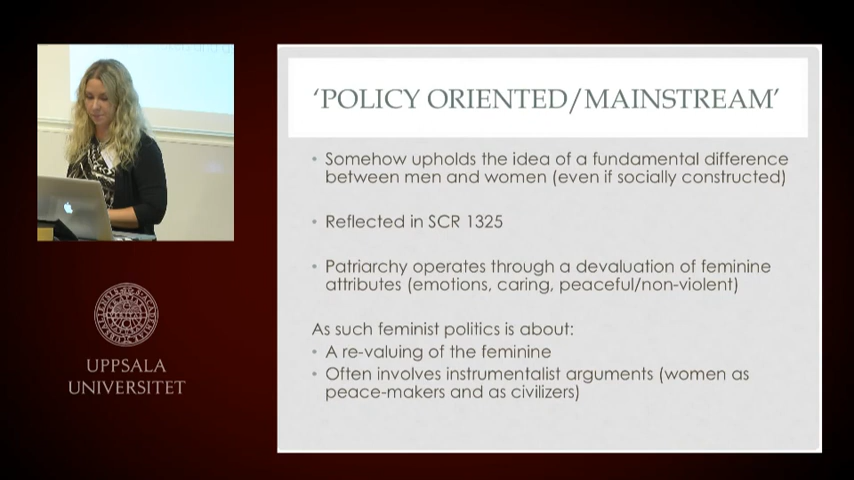 ‘POLICY ORIENTED/MAINSTREAM’
• Somehow upholds the idea of a fundamental difference
between men and women (even if socially constructed)
• Reflected in SCR 1325
• Patriarchy operates through a devaluation of feminine
attributes (emotions, caring, peaceful/non-violent)
As such feminist politics is about:
• A re-valuing of the feminine
• Often involves instrumentalist arguments (women as
peace-makers and as civilizers)
UPPSALA
UNIVERSITET